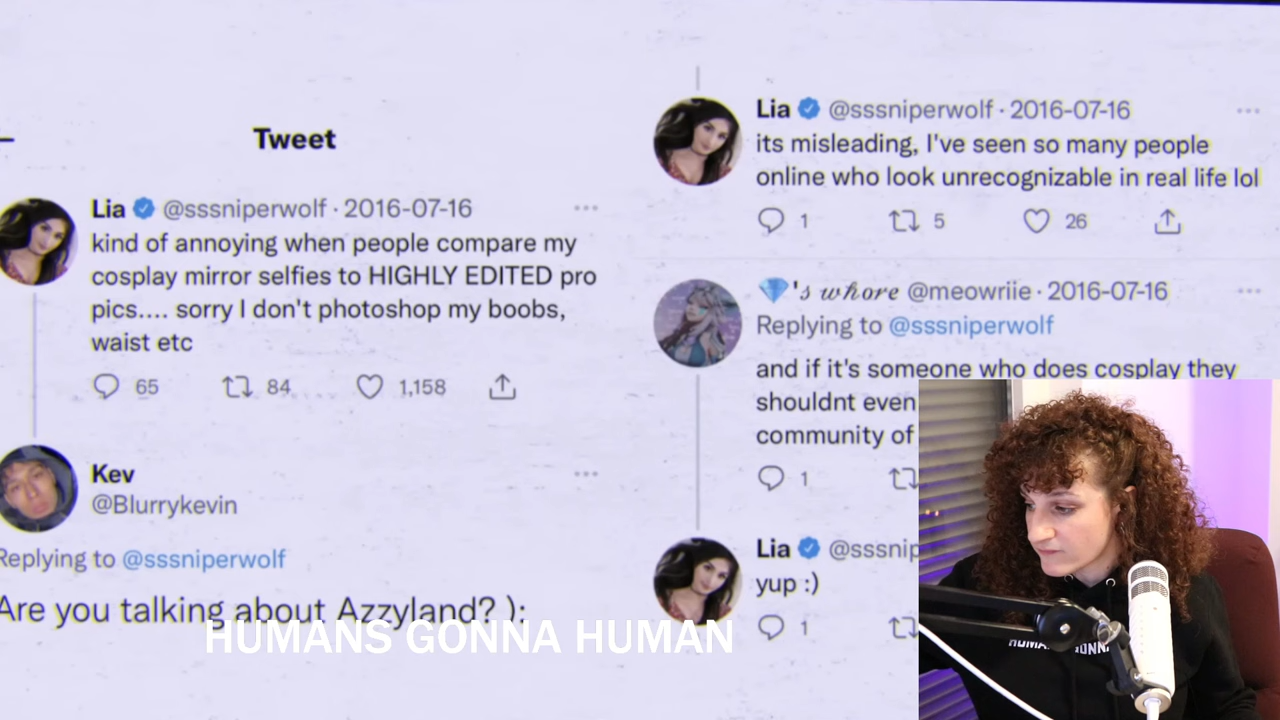 Tweet
Lia @sssniperwolf · 2016-07-16
kind of annoying when people compare my
cosplay mirror selfies to HIGHLY EDITED pro
pics.... sorry I don't photoshop my boobs,
waist etc
65 84 1,158
Kev
@Blurrykevin
Replying to @sssniperwolf
Are you talking about Azzyland? ):
HUMANS GONNA HUMAN
Lia @sssniperwolf · 2016-07-16
its misleading, I've seen so many people
online who look unrecognizable in real life lol
1 5 26
💎's whore @meowriie · 2016-07-16
Replying to @sssniperwolf
and if it's someone who does cosplay they
shouldnt even
community of
1
Lia @sssnip
yup :)
1